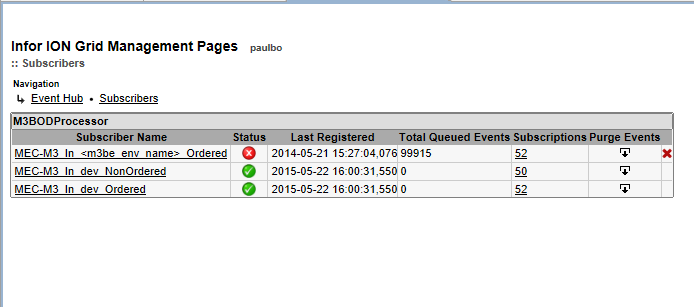 Infor ION Grid Management Pages paulbo
:: Subscribers
Navigation
Event Hub • Subscribers
M3BODProcessor
Subscriber Name Status Last Registered Total Queued Events Subscriptions Purge Events
MEC-M3_In_<m3be_env_name>_Ordered 2014-05-21 15:27:04,076 99915 52
MEC-M3_In_dev_NonOrdered 2015-05-22 16:00:31,550 0 50
MEC-M3_In_dev_Ordered 2015-05-22 16:00:31,550 0 52